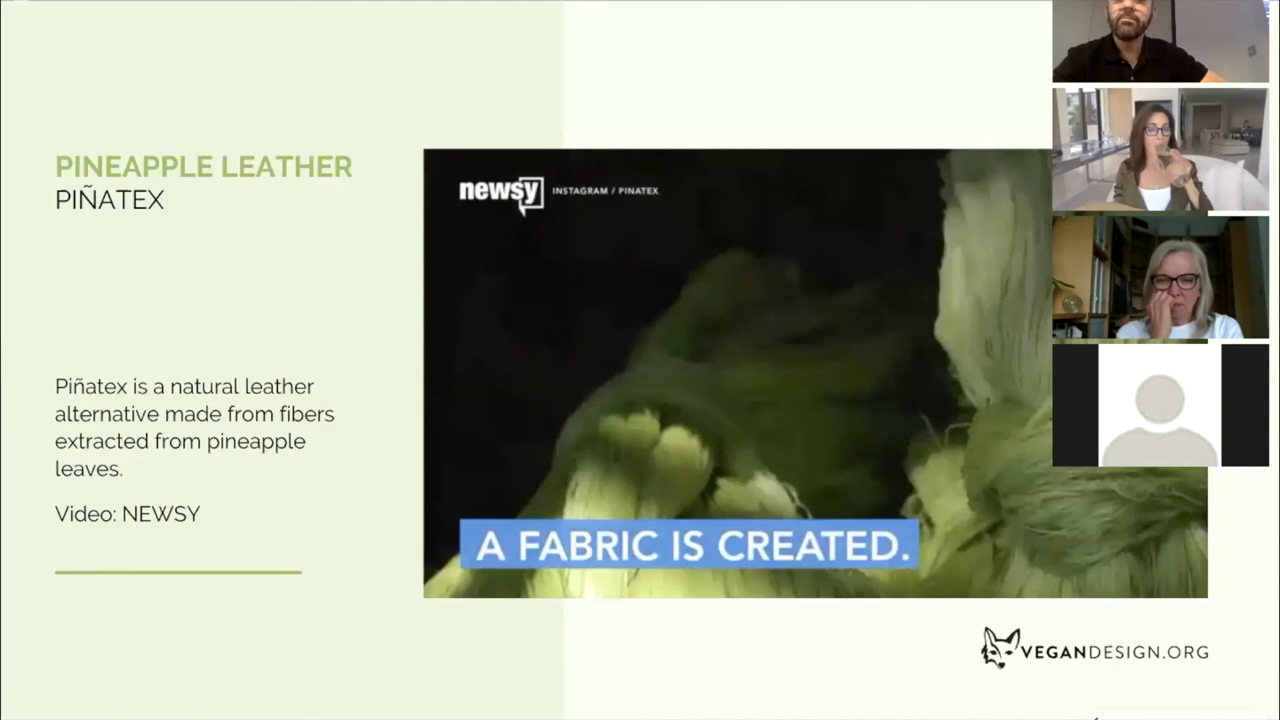 PINEAPPLE LEATHER
PIÑATEX
Piñatex is a natural leather
alternative made from fibers
extracted from pineapple
leaves.
Video: NEWSY
newsy INSTAGRAM / PINATEX
A FABRIC IS CREATED.
VEGANDESIGN.ORG